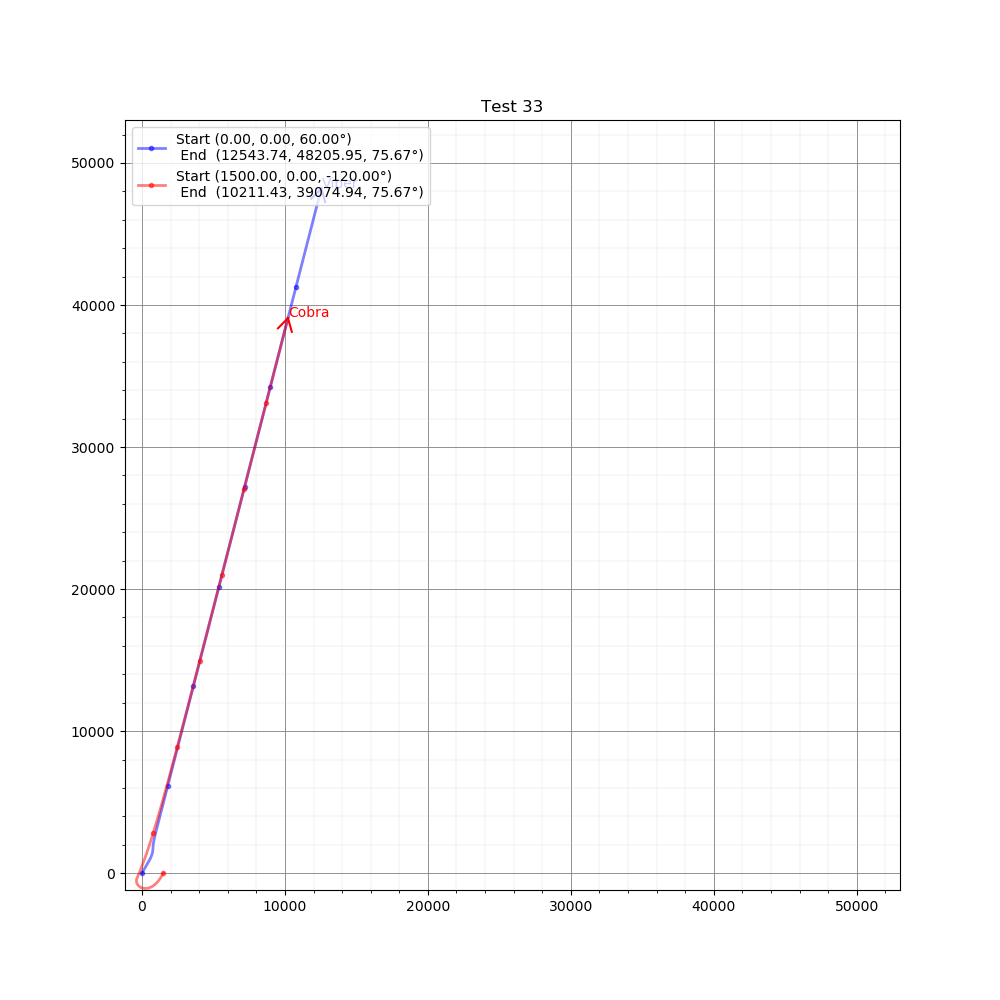 Test 33
Start (0.00, 0.00, 60.00°)
End (12543.74, 48205.95, 75.67°)
Start (1500.00, 0.00, -120.00°)
End (10211.43, 39074.94, 75.67°)
Cobra
50000
40000
30000
20000
10000
0
0 10000 20000 30000 40000 50000